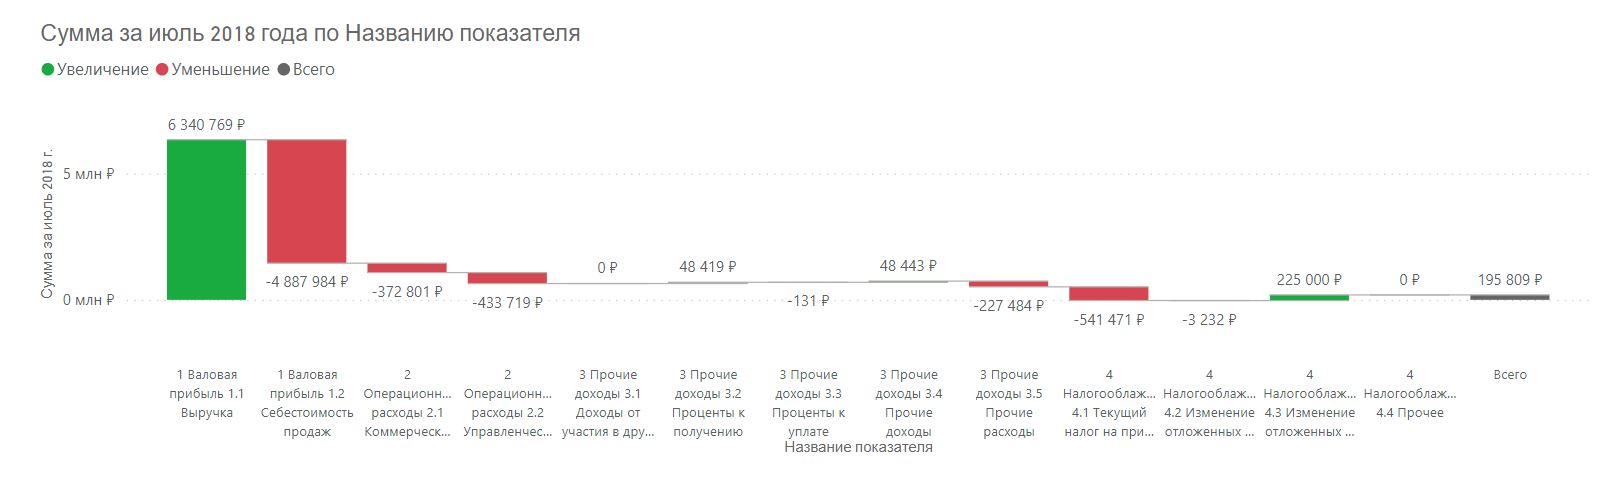 Сумма за июль 2018 года по Названию показателя
Увеличение Уменьшение Всего
Сумма за июль 2018 г.
5 млн ₽
0 млн ₽
6 340 769 ₽
-4 887 984 ₽
-372 801 ₽
-433 719 ₽
0 ₽
48 419 ₽
-131 ₽
48 443 ₽
-227 484 ₽
-541 471 ₽
-3 232 ₽
225 000 ₽
0 ₽
195 809 ₽
1 Валовая
прибыль 1.1
Выручка
1 Валовая
прибыль 1.2
Себестоимость
продаж
2
Операционн...
расходы 2.1
Коммерческ...
2
Операционн...
расходы 2.2
Управленчес...
3 Прочие
доходы 3.1
Доходы от
участия в дру...
3 Прочие
доходы 3.2
Проценты к
получению
3 Прочие
доходы 3.3
Проценты к
уплате
3 Прочие
доходы 3.4
Прочие
доходы
3 Прочие
доходы 3.5
Прочие
расходы
4
Налогооблаж...
4.1 Текущий
налог на при...
4
Налогооблаж...
4.2 Изменение
отложенных ...
4
Налогооблаж...
4.3 Изменение
отложенных ...
4
Налогооблаж...
4.4 Прочее
Всего
Название показателя